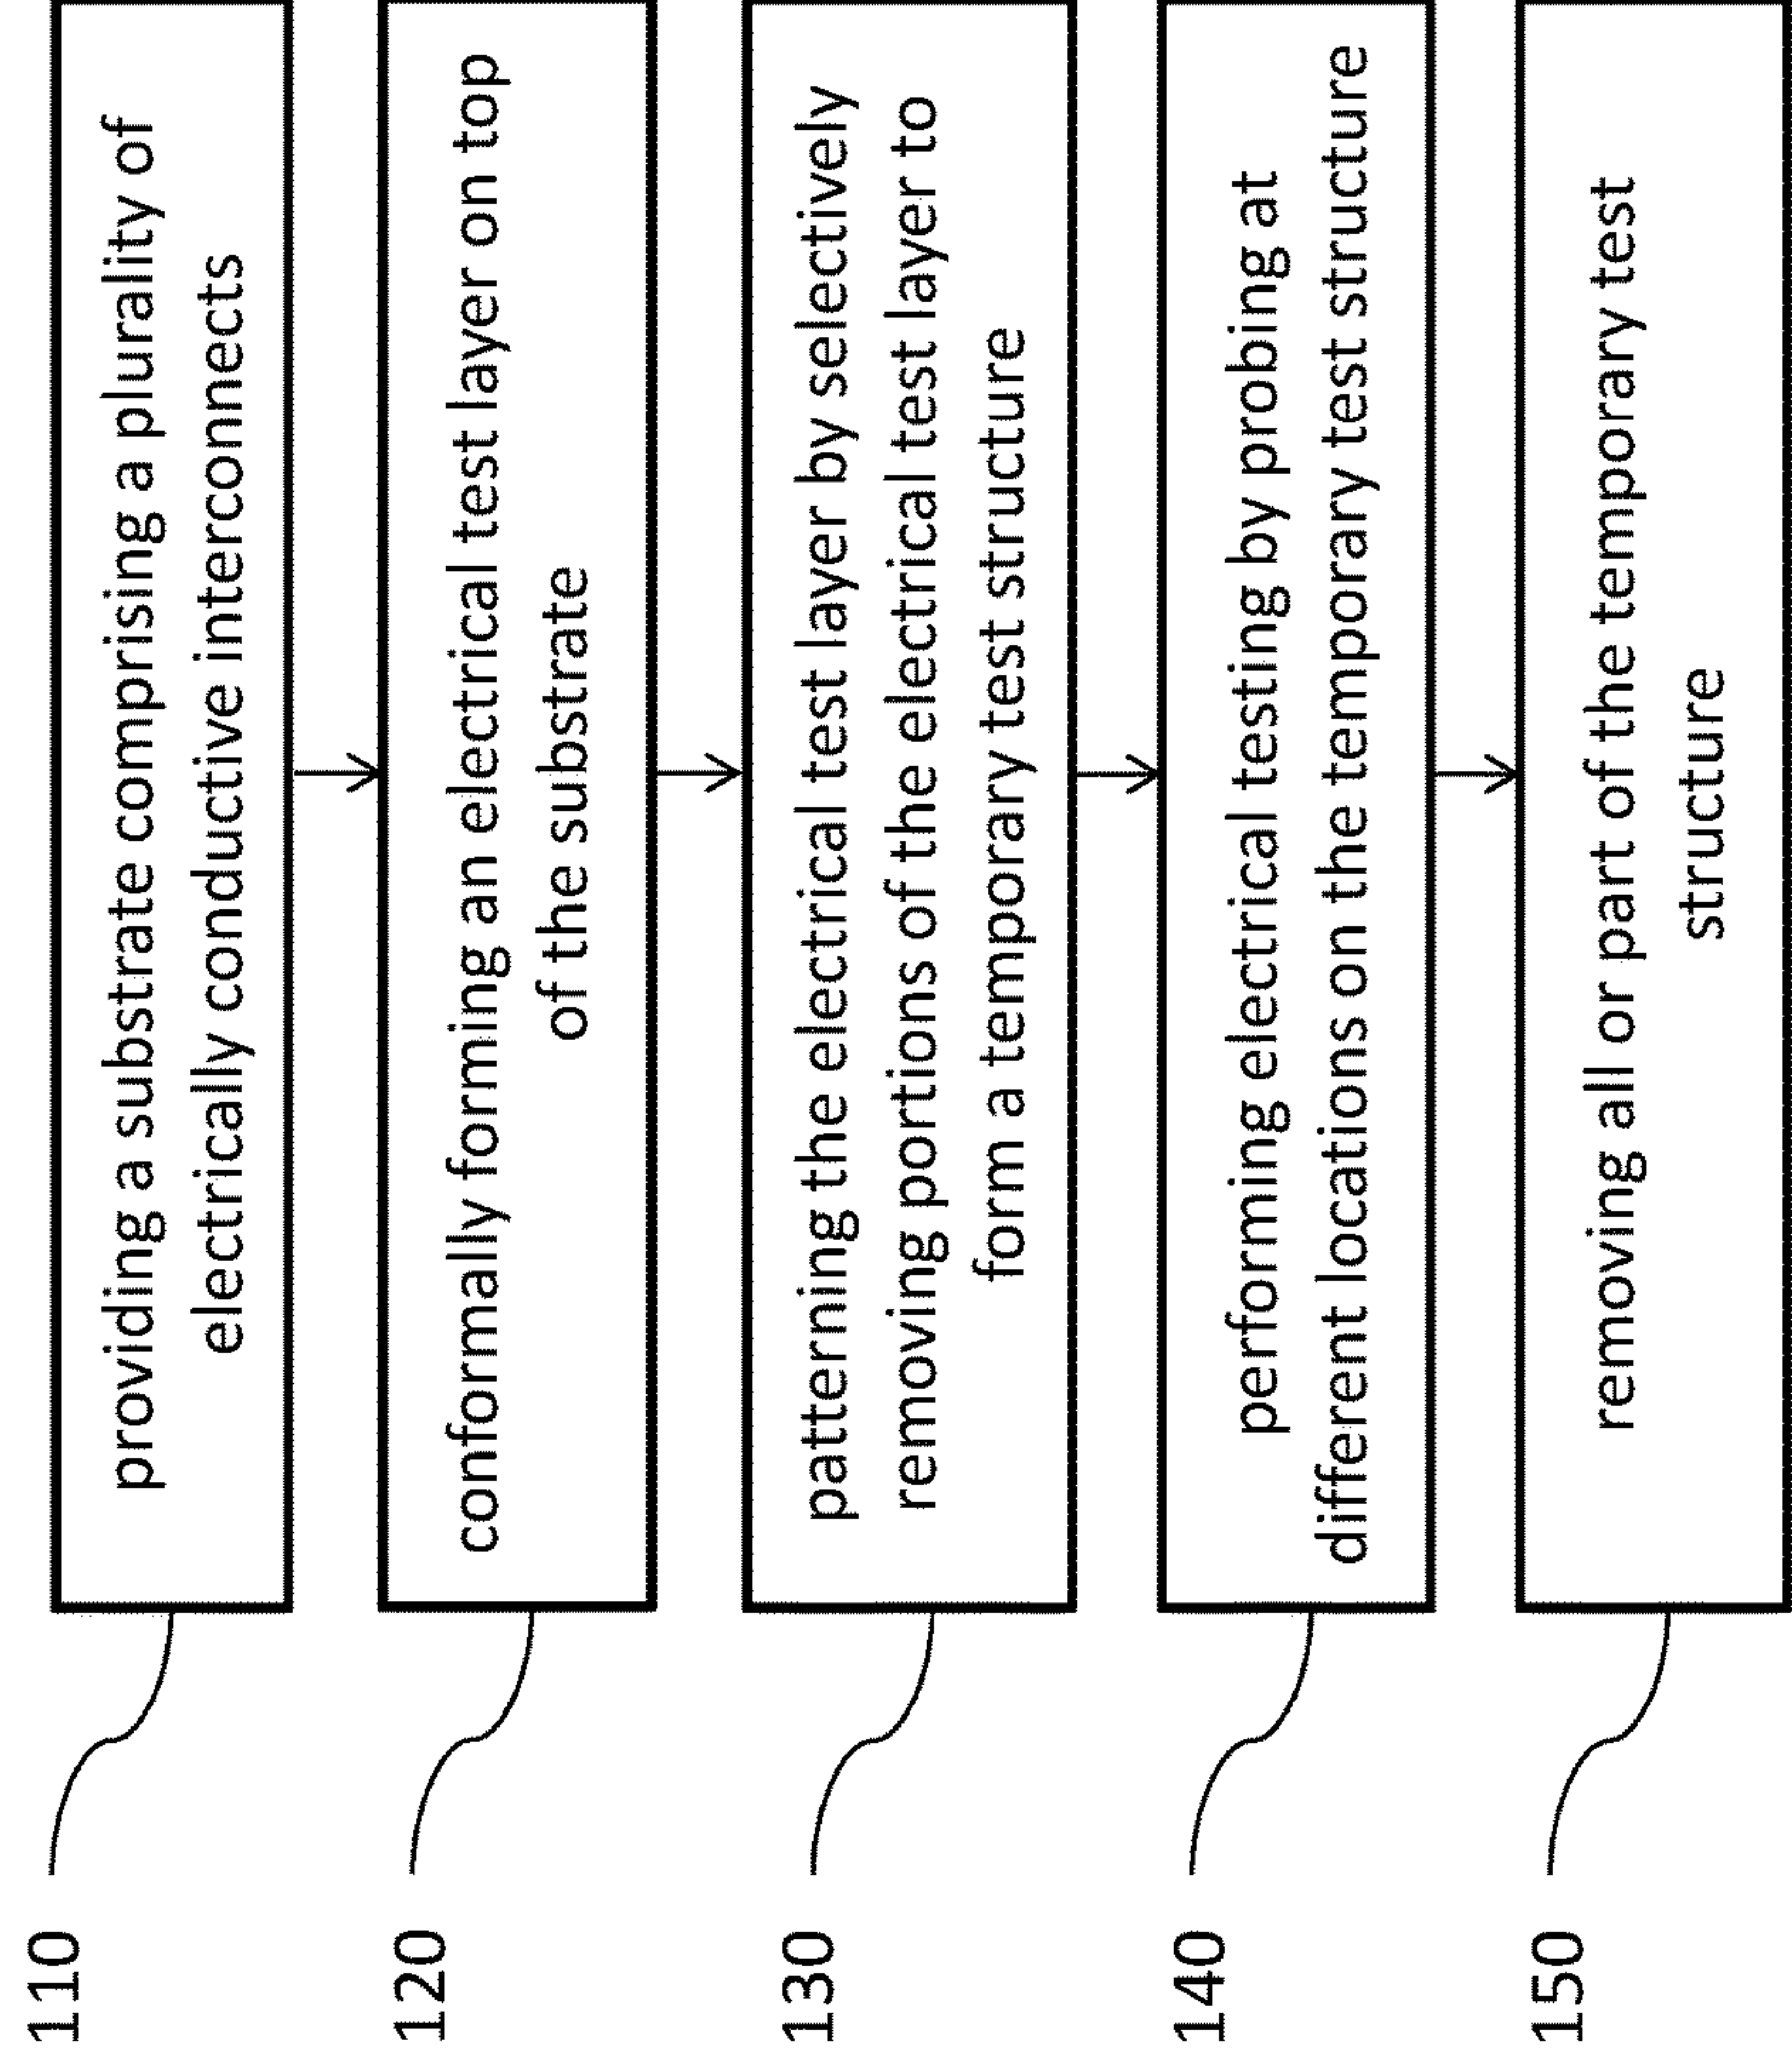 110
providing a substrate comprising a plurality of
electrically conductive interconnects
120
conformally forming an electrical test layer on top
of the substrate
130
patterning the electrical test layer by selectively
removing portions of the electrical test layer to
form a temporary test structure
140
performing electrical testing by probing at
different locations on the temporary test structure
150
removing all or part of the temporary test
structure